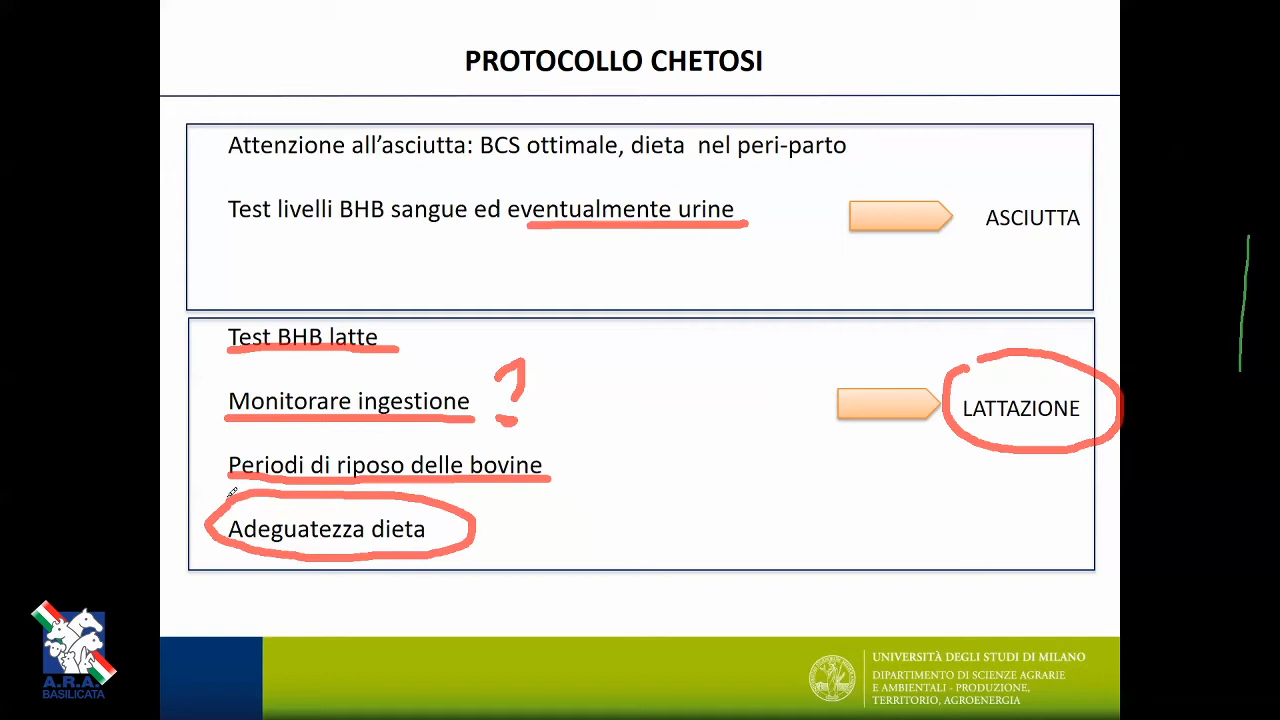 PROTOCOLLO CHETOSI
Attenzione all'asciutta: BCS ottimale, dieta nel peri-parto
Test livelli BHB sangue ed eventualmente urine
ASCIUTTA
Test BHB latte
Monitorare ingestione ?
LATTAZIONE
Periodi di riposo delle bovine
Adeguatezza dieta
A.R.A.
BASILICATA
UNIVERSITÀ DEGLI STUDI DI MILANO
DIPARTIMENTO DI SCIENZE AGRARIE
E AMBIENTALI - PRODUZIONE,
TERRITORIO, AGROENERGIA